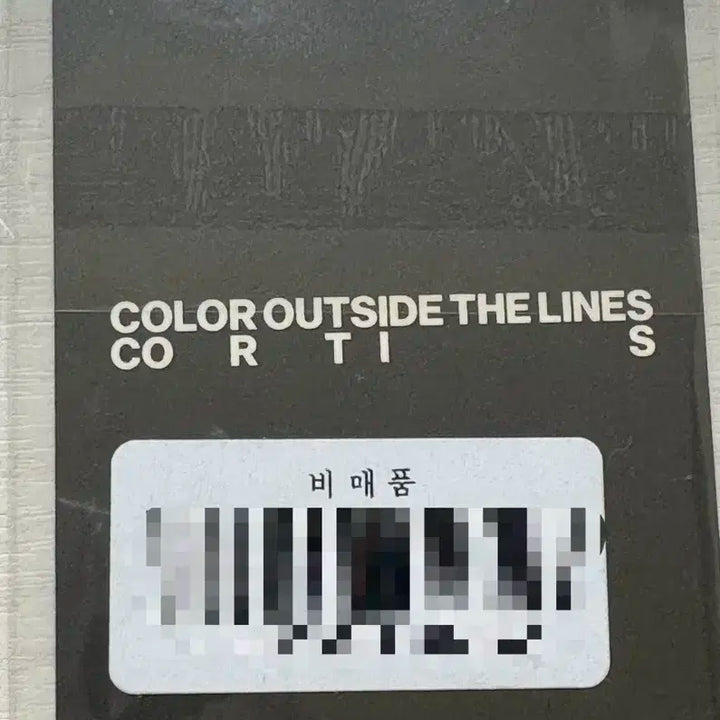 COLOR OUTSIDE THE LINES
CO R T I S
비매품